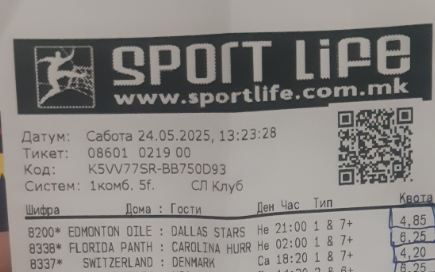 SPORT LIFE
www.sportlife.com.mk
Датум: Сабота 24.05.2025, 13:23:28
Тикет: 08601 0219 00
Код: K5VV77SR-BB750D93
Систем: 1комб. 5f. СЛ Клуб
Шифра Дома : Гости Ден Час Тип Квота
8200* EDMONTON OILE : DALLAS STARS Не 21:00 1 & 7+ 4,85
8338* FLORIDA PANTH : CAROLINA HURR Не 02:00 1 & 7+ 6,25
8337* SWITZERLAND : DENMARK Са 18:20 1 & 7+ 4,20
6,25